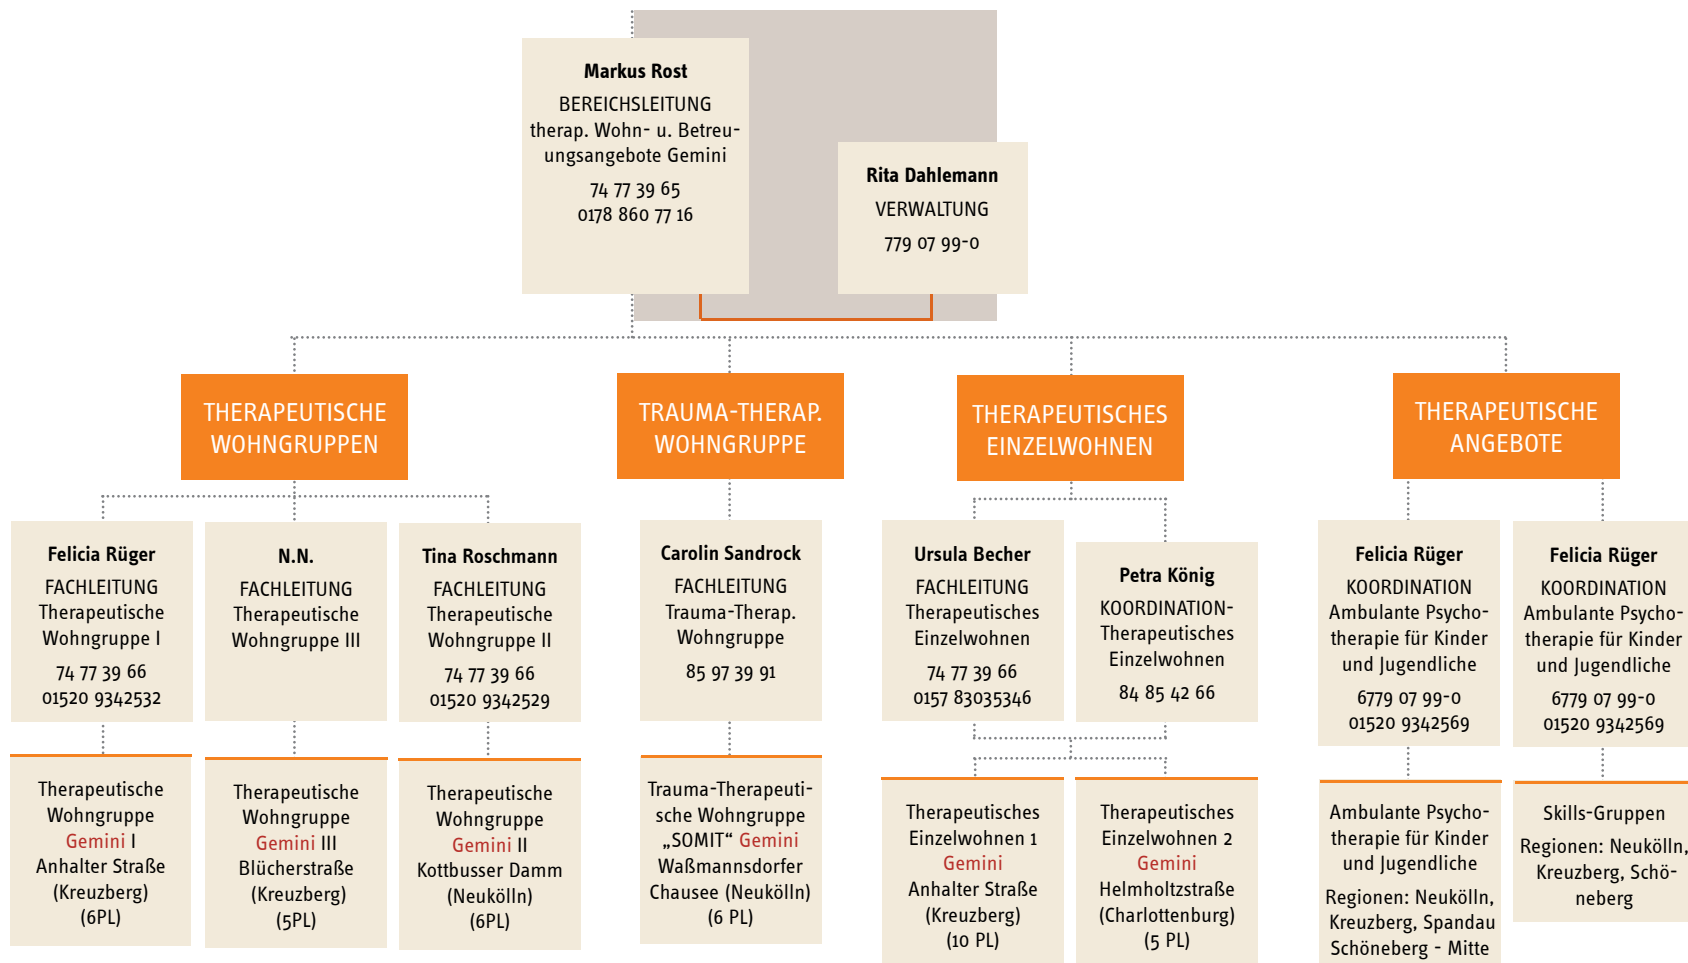 Markus Rost
BEREICHSLEITUNG
therap. Wohn- u. Betreu-
ungsangebote Gemini
74 77 39 65
0178 860 77 16
Rita Dahlemann
VERWALTUNG
779 07 99-0
THERAPEUTISCHE
WOHNGRUPPEN
TRAUMA-THERAP.
WOHNGRUPPE
THERAPEUTISCHES
EINZELWOHNEN
THERAPEUTISCHE
ANGEBOTE
Felicia Rüger
FACHLEITUNG
Therapeutische
Wohngruppe I
74 77 39 66
01520 9342532
N.N.
FACHLEITUNG
Therapeutische
Wohngruppe III
Tina Roschmann
FACHLEITUNG
Therapeutische
Wohngruppe II
74 77 39 66
01520 9342529
Carolin Sandrock
FACHLEITUNG
Trauma-Therap.
Wohngruppe
85 97 39 91
Ursula Becher
FACHLEITUNG
Therapeutisches
Einzelwohnen
74 77 39 66
0157 83035346
Petra König
KOORDINATION-
Therapeutisches
Einzelwohnen
84 85 42 66
Felicia Rüger
KOORDINATION
Ambulante Psycho-
therapie für Kinder
und Jugendliche
6779 07 99-0
01520 9342569
Felicia Rüger
KOORDINATION
Ambulante Psycho-
therapie für Kinder
und Jugendliche
6779 07 99-0
01520 9342569
Therapeutische
Wohngruppe
Gemini I
Anhalter Straße
(Kreuzberg)
(6PL)
Therapeutische
Wohngruppe
Gemini III
Blücherstraße
(Kreuzberg)
(5PL)
Therapeutische
Wohngruppe
Gemini II
Kottbusser Damm
(Neukölln)
(6PL)
Trauma-Therapeuti-
sche Wohngruppe
„SOMIT“ Gemini
Waßmannsdorfer
Chausee (Neukölln)
(6 PL)
Therapeutisches
Einzelwohnen 1
Gemini
Anhalter Straße
(Kreuzberg)
(10 PL)
Therapeutisches
Einzelwohnen 2
Gemini
Helmholtzstraße
(Charlottenburg)
(5 PL)
Ambulante Psycho-
therapie für Kinder
und Jugendliche
Regionen: Neukölln,
Kreuzberg, Spandau
Schöneberg - Mitte
Skills-Gruppen
Regionen: Neukölln,
Kreuzberg, Schö-
neberg